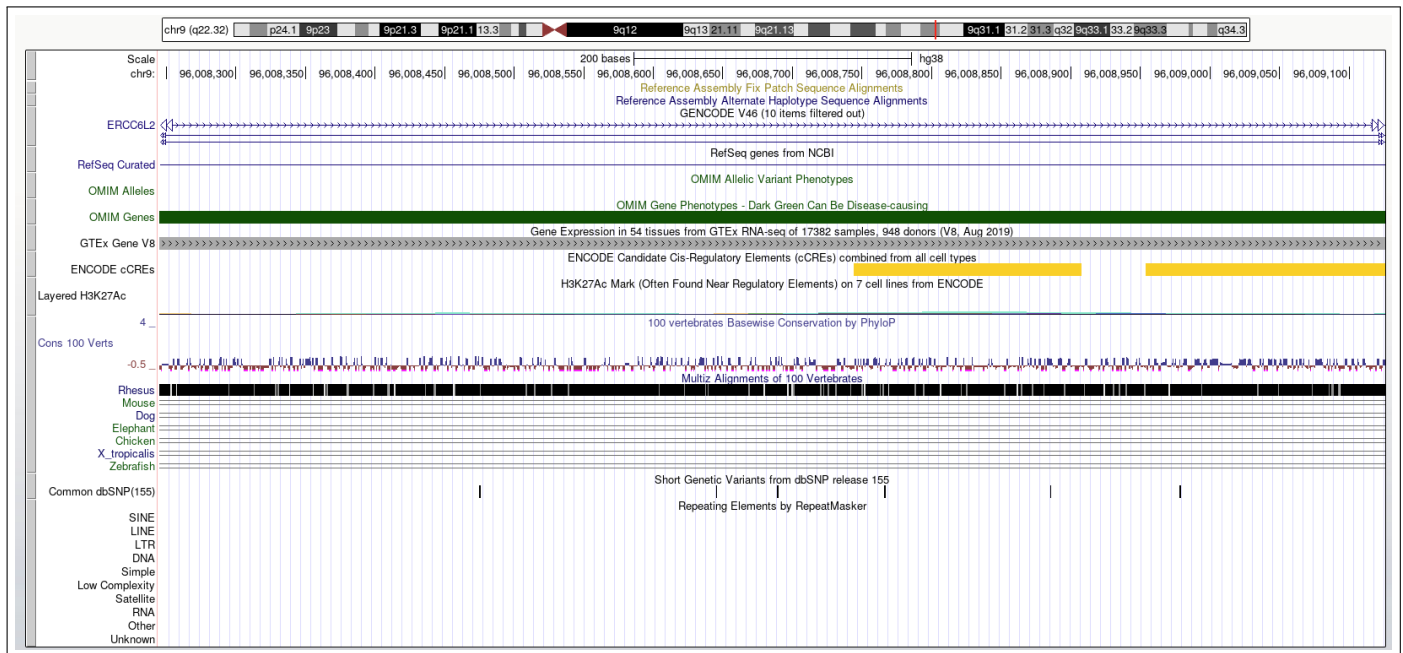 chr9 (q22.32) p24.1 9p23 9p21.3 9p21.1 13.3 9q12 9q13 21.11 9q21.13 9q31.1 31.2 31.3 q32 9q33.1 33.2 9q33.3 q34.3
Scale 200 bases hg38
chr9: 96,008,300 96,008,350 96,008,400 96,008,450 96,008,500 96,008,550 96,008,600 96,008,650 96,008,700 96,008,750 96,008,800 96,008,850 96,008,900 96,008,950 96,009,000 96,009,050 96,009,100
Reference Assembly Fix Patch Sequence Alignments
Reference Assembly Alternate Haplotype Sequence Alignments
GENCODE V46 (10 items filtered out)
ERCC6L2
RefSeq genes from NCBI
RefSeq Curated
OMIM Allelic Variant Phenotypes
OMIM Alleles
OMIM Gene Phenotypes - Dark Green Can Be Disease-causing
OMIM Genes
Gene Expression in 54 tissues from GTEx RNA-seq of 17382 samples, 948 donors (V8, Aug 2019)
GTEx Gene V8
ENCODE Candidate Cis-Regulatory Elements (cCREs) combined from all cell types
ENCODE cCREs
H3K27Ac Mark (Often Found Near Regulatory Elements) on 7 cell lines from ENCODE
Layered H3K27Ac
4 _ 100 vertebrates Basewise Conservation by PhyloP
Cons 100 Verts
-0.5 _
Multiz Alignments of 100 Vertebrates
Rhesus
Mouse
Dog
Elephant
Chicken
X_tropicalis
Zebrafish
Short Genetic Variants from dbSNP release 155
Common dbSNP(155)
Repeating Elements by RepeatMasker
SINE
LINE
LTR
DNA
Simple
Low Complexity
Satellite
RNA
Other
Unknown